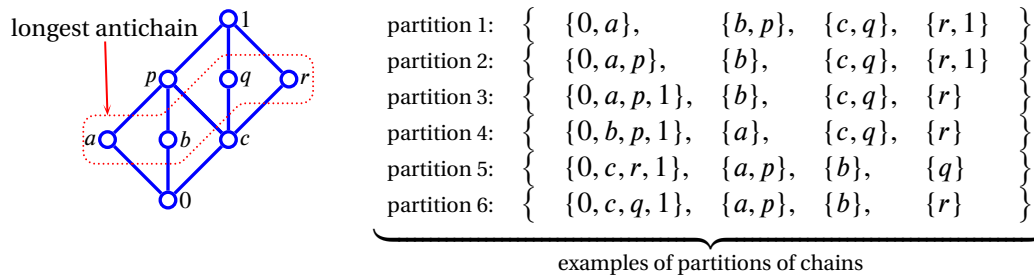 longest antichain
1
p
q
r
a
b
c
0
partition 1: { {0, a}, {b, p}, {c, q}, {r, 1} }
partition 2: { {0, a, p}, {b}, {c, q}, {r, 1} }
partition 3: { {0, a, p, 1}, {b}, {c, q}, {r} }
partition 4: { {0, b, p, 1}, {a}, {c, q}, {r} }
partition 5: { {0, c, r, 1}, {a, p}, {b}, {q} }
partition 6: { {0, c, q, 1}, {a, p}, {b}, {r} }
examples of partitions of chains